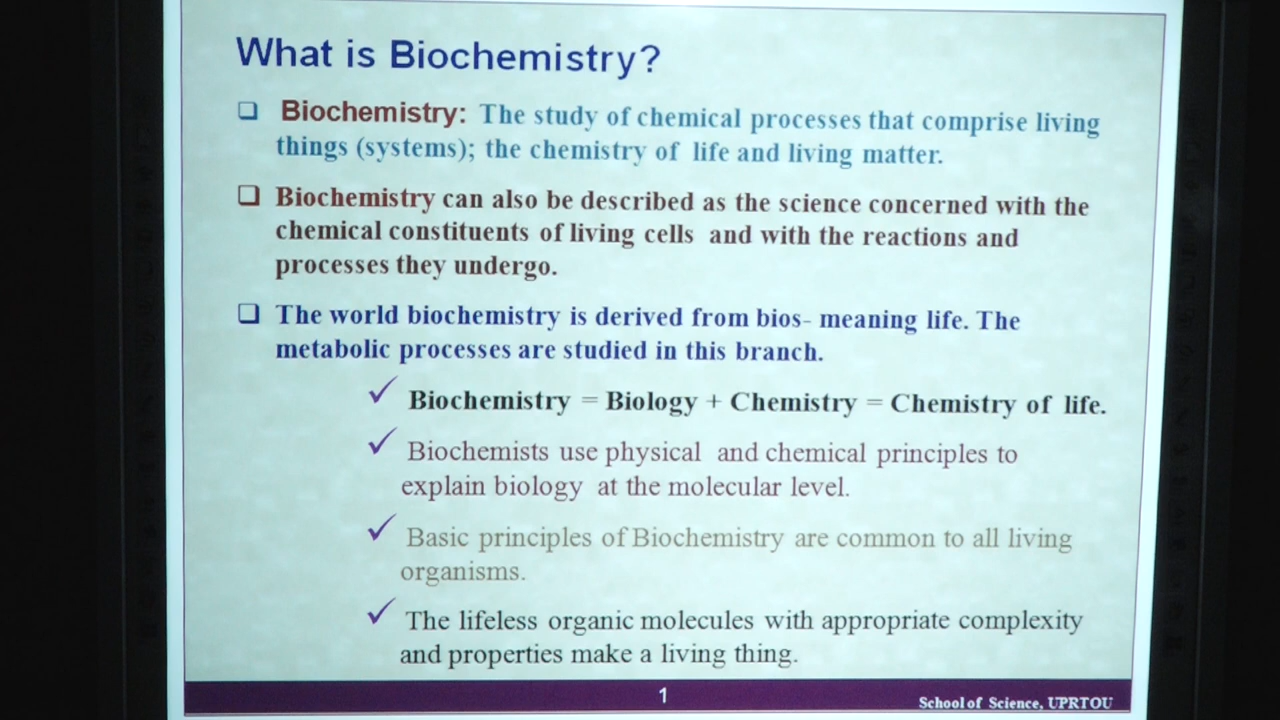 What is Biochemistry?
❑ Biochemistry: The study of chemical processes that comprise living
things (systems); the chemistry of life and living matter.
❑ Biochemistry can also be described as the science concerned with the
chemical constituents of living cells and with the reactions and
processes they undergo.
❑ The world biochemistry is derived from bios- meaning life. The
metabolic processes are studied in this branch.
✓ Biochemistry = Biology + Chemistry = Chemistry of life.
✓ Biochemists use physical and chemical principles to
explain biology at the molecular level.
✓ Basic principles of Biochemistry are common to all living
organisms.
✓ The lifeless organic molecules with appropriate complexity
and properties make a living thing.
1
School of Science, UPRTOU